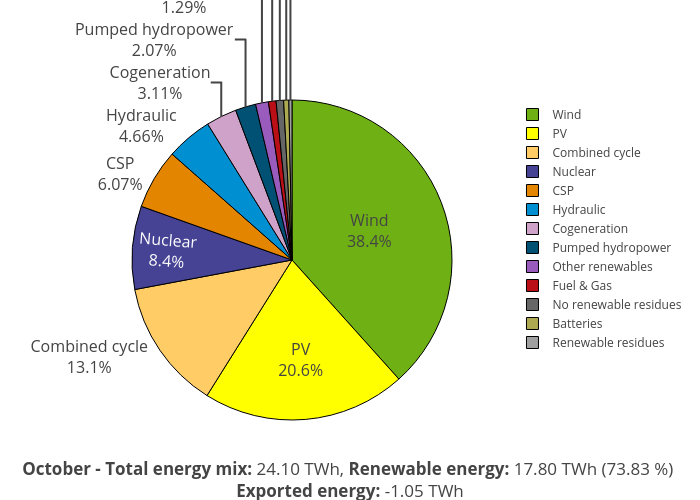 1.29%
Pumped hydropower
2.07%
Cogeneration
3.11%
Hydraulic
4.66%
CSP
6.07%
Nuclear
8.4%
Combined cycle
13.1%
Wind
38.4%
PV
20.6%
Wind
PV
Combined cycle
Nuclear
CSP
Hydraulic
Cogeneration
Pumped hydropower
Other renewables
Fuel & Gas
No renewable residues
Batteries
Renewable residues
October - Total energy mix: 24.10 TWh, Renewable energy: 17.80 TWh (73.83 %)
Exported energy: -1.05 TWh